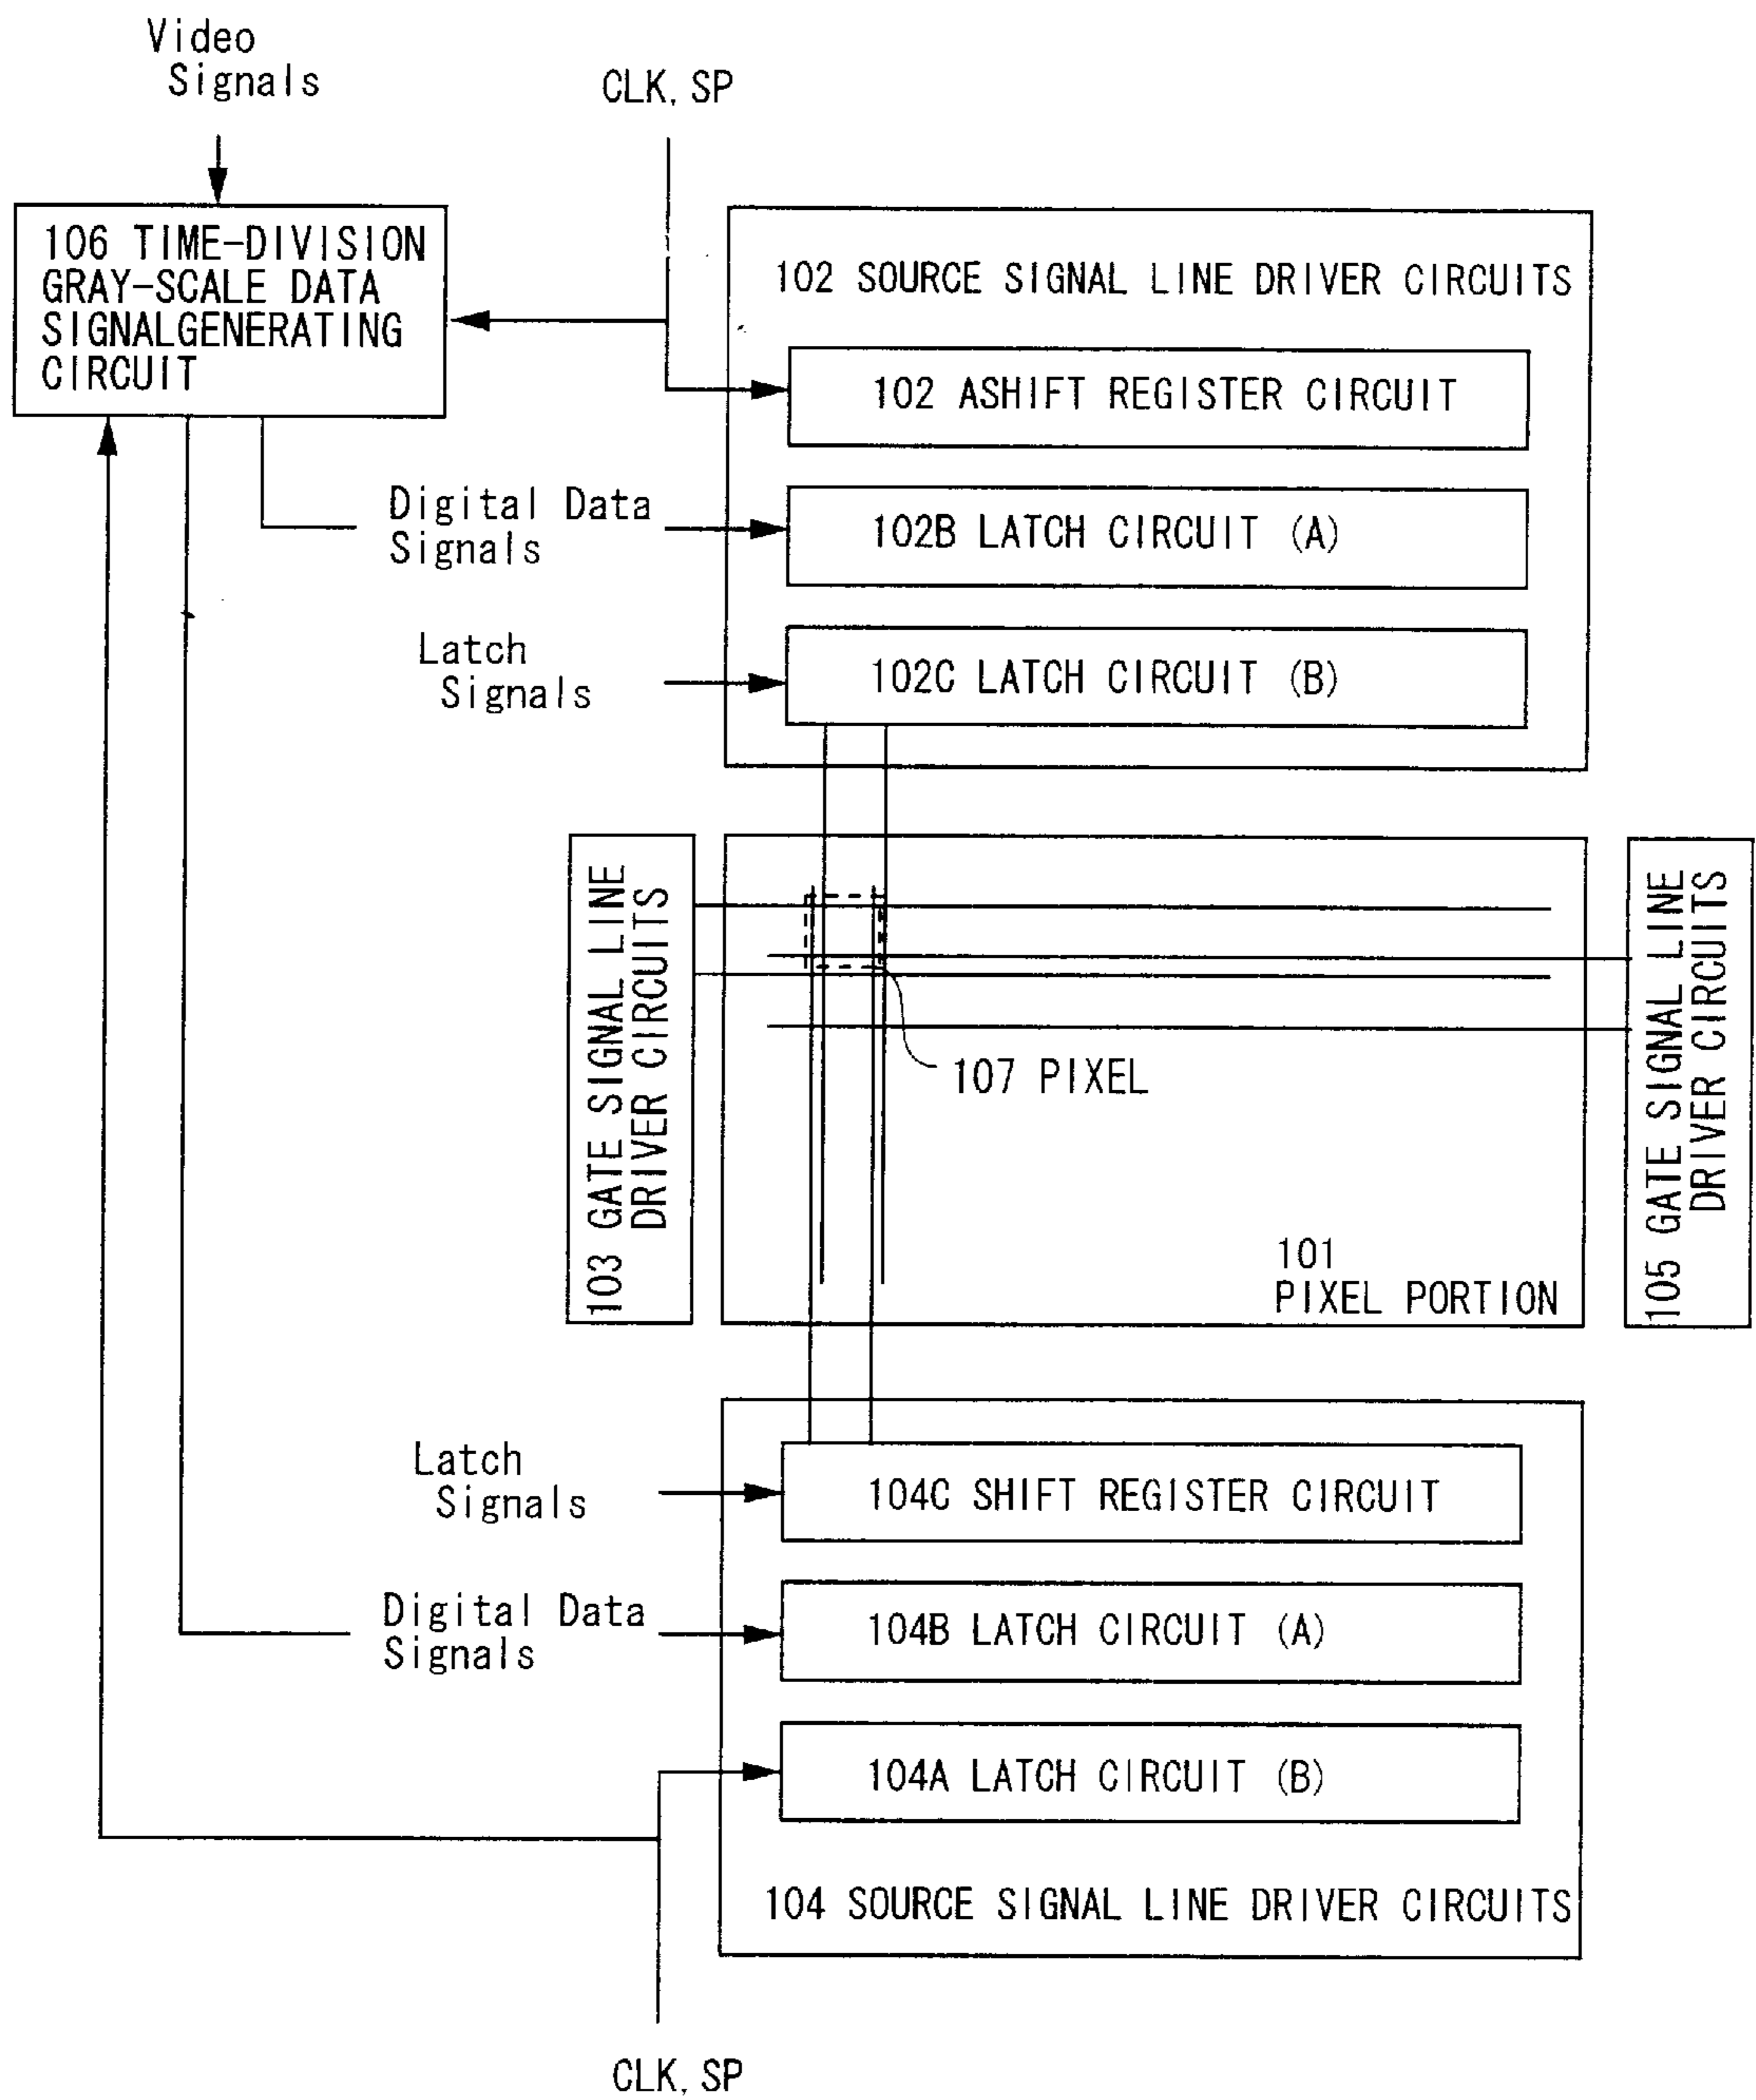 Video
Signals
CLK, SP
106 TIME-DIVISION
GRAY-SCALE DATA
SIGNALGENERATING
CIRCUIT
102 SOURCE SIGNAL LINE DRIVER CIRCUITS
102 ASHIFT REGISTER CIRCUIT
Digital Data
Signals
102B LATCH CIRCUIT (A)
Latch
Signals
102C LATCH CIRCUIT (B)
103 GATE SIGNAL LINE
DRIVER CIRCUITS
107 PIXEL
101
PIXEL PORTION
105 GATE SIGNAL LINE
DRIVER CIRCUITS
Latch
Signals
104C SHIFT REGISTER CIRCUIT
Digital Data
Signals
104B LATCH CIRCUIT (A)
104A LATCH CIRCUIT (B)
104 SOURCE SIGNAL LINE DRIVER CIRCUITS
CLK, SP